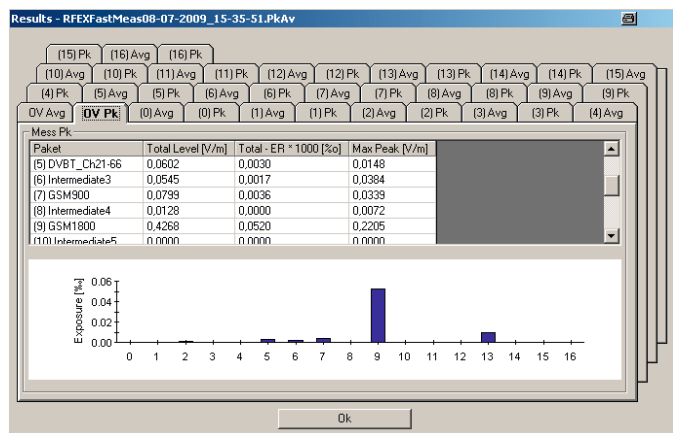 Results - RFEXFastMeas08-07-2009_15-35-51.PkAv
(15) Pk (16) Avg (16) Pk
(10) Avg (10) Pk (11) Avg (11) Pk (12) Avg (12) Pk (13) Avg (13) Pk (14) Avg (14) Pk (15) Avg
(4) Pk (5) Avg (5) Pk (6) Avg (6) Pk (7) Avg (7) Pk (8) Avg (8) Pk (9) Avg (9) Pk
OV Avg OV Pk (0) Avg (0) Pk (1) Avg (1) Pk (2) Avg (2) Pk (3) Avg (3) Pk (4) Avg
Mess Pk
Paket Total Level [V/m] Total - ER * 1000 [‰] Max Peak [V/m]
(5) DVBT_Ch21-66 0,0602 0,0030 0,0148
(6) Intermediate3 0,0545 0,0017 0,0384
(7) GSM900 0,0799 0,0036 0,0339
(8) Intermediate4 0,0128 0,0000 0,0072
(9) GSM1800 0,4268 0,0520 0,2205
(10) Intermediate5 0,0000 0,0000 0,0000
Exposure [‰]
0.06
0.04
0.02
0.00
0 1 2 3 4 5 6 7 8 9 10 11 12 13 14 15 16
Ok